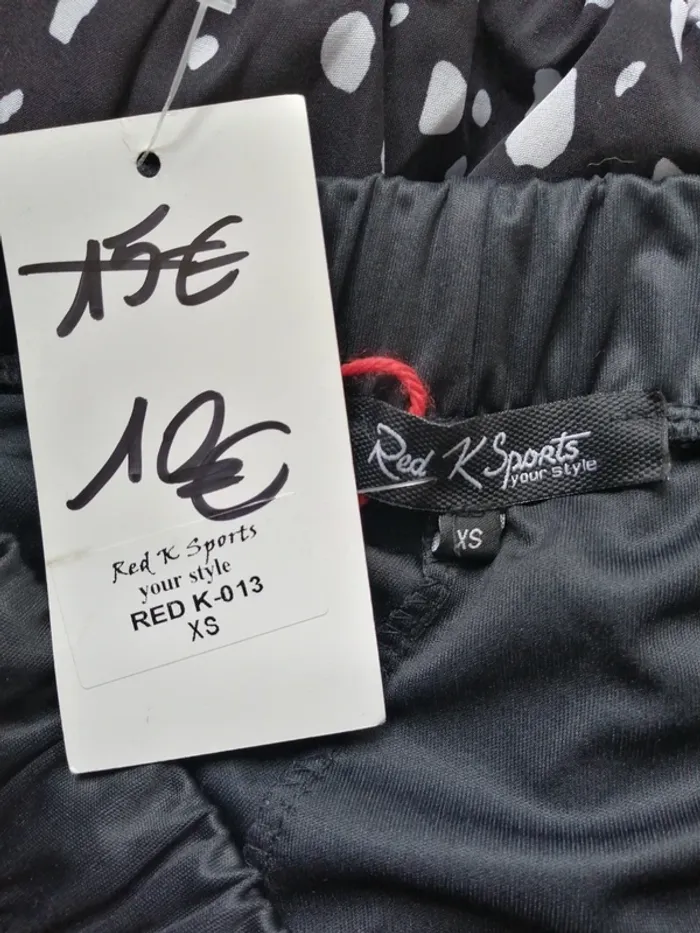 15€
10€
Red K Sports
your style
RED K-013
XS
Red K Sports
your style
XS